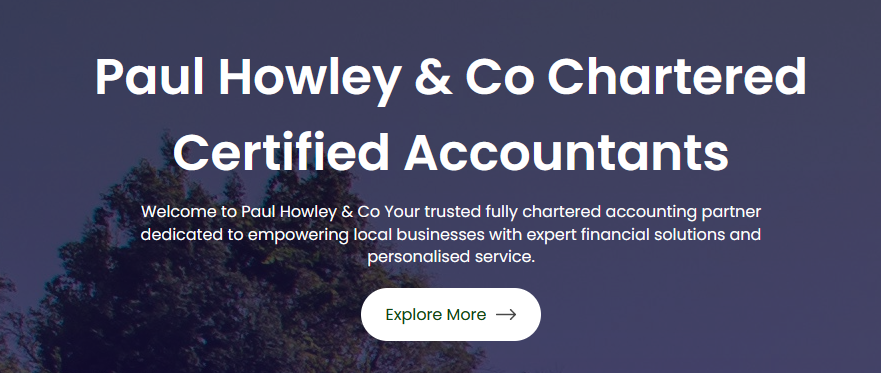 Paul Howley & Co Chartered
Certified Accountants
Welcome to Paul Howley & Co Your trusted fully chartered accounting partner
dedicated to empowering local businesses with expert financial solutions and
personalised service.
Explore More